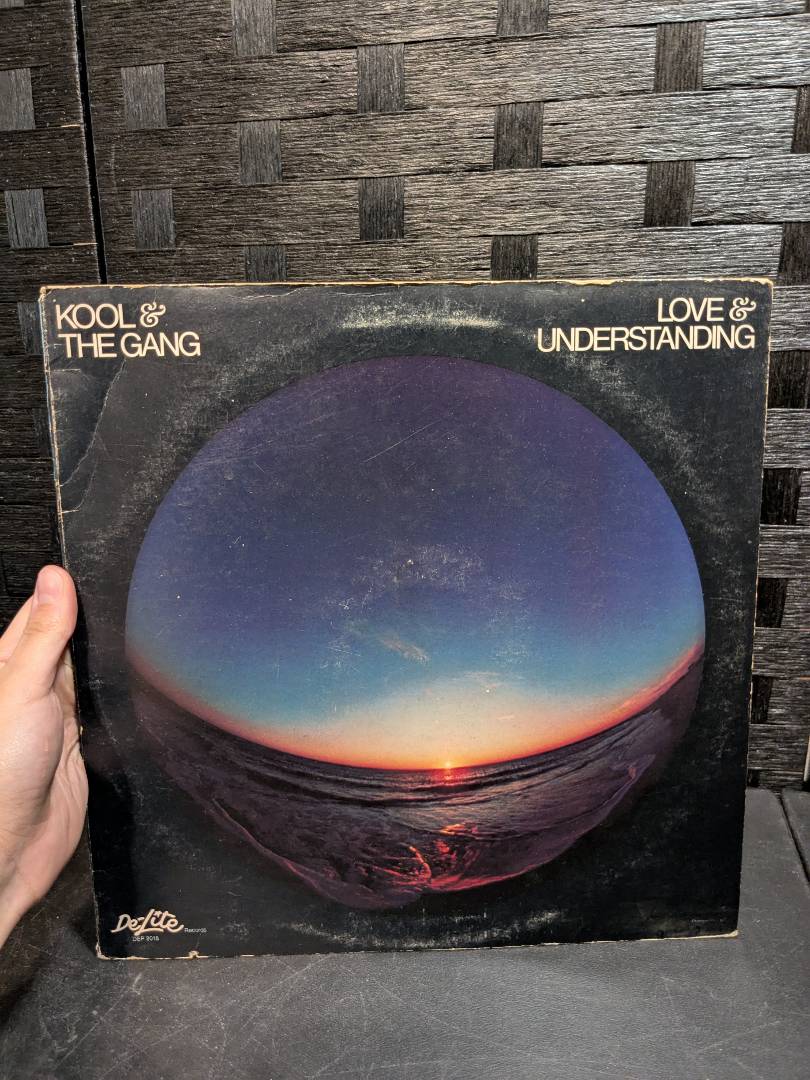 KOOL &
THE GANG
LOVE &
UNDERSTANDING
De-Lite Records
DEP 2018